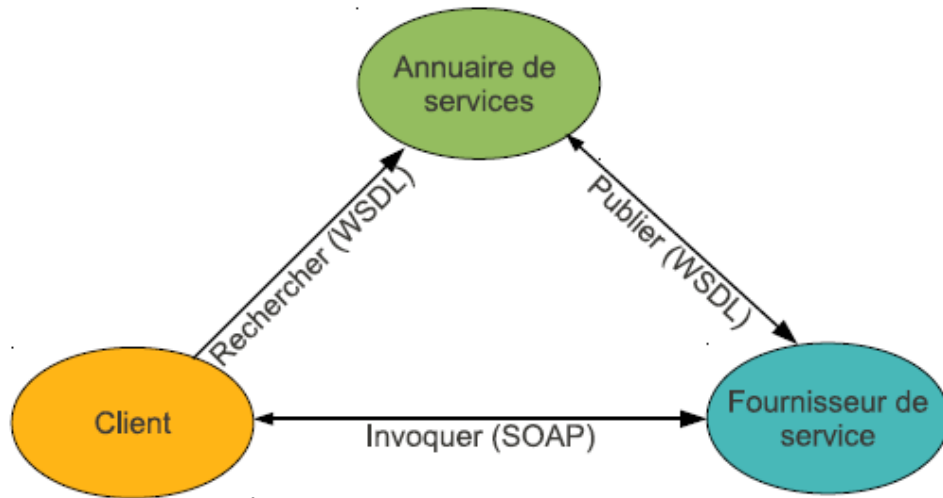 Annuaire de
services
Rechercher (WSDL)
Publier (WSDL)
Client
Invoquer (SOAP)
Fournisseur de
service